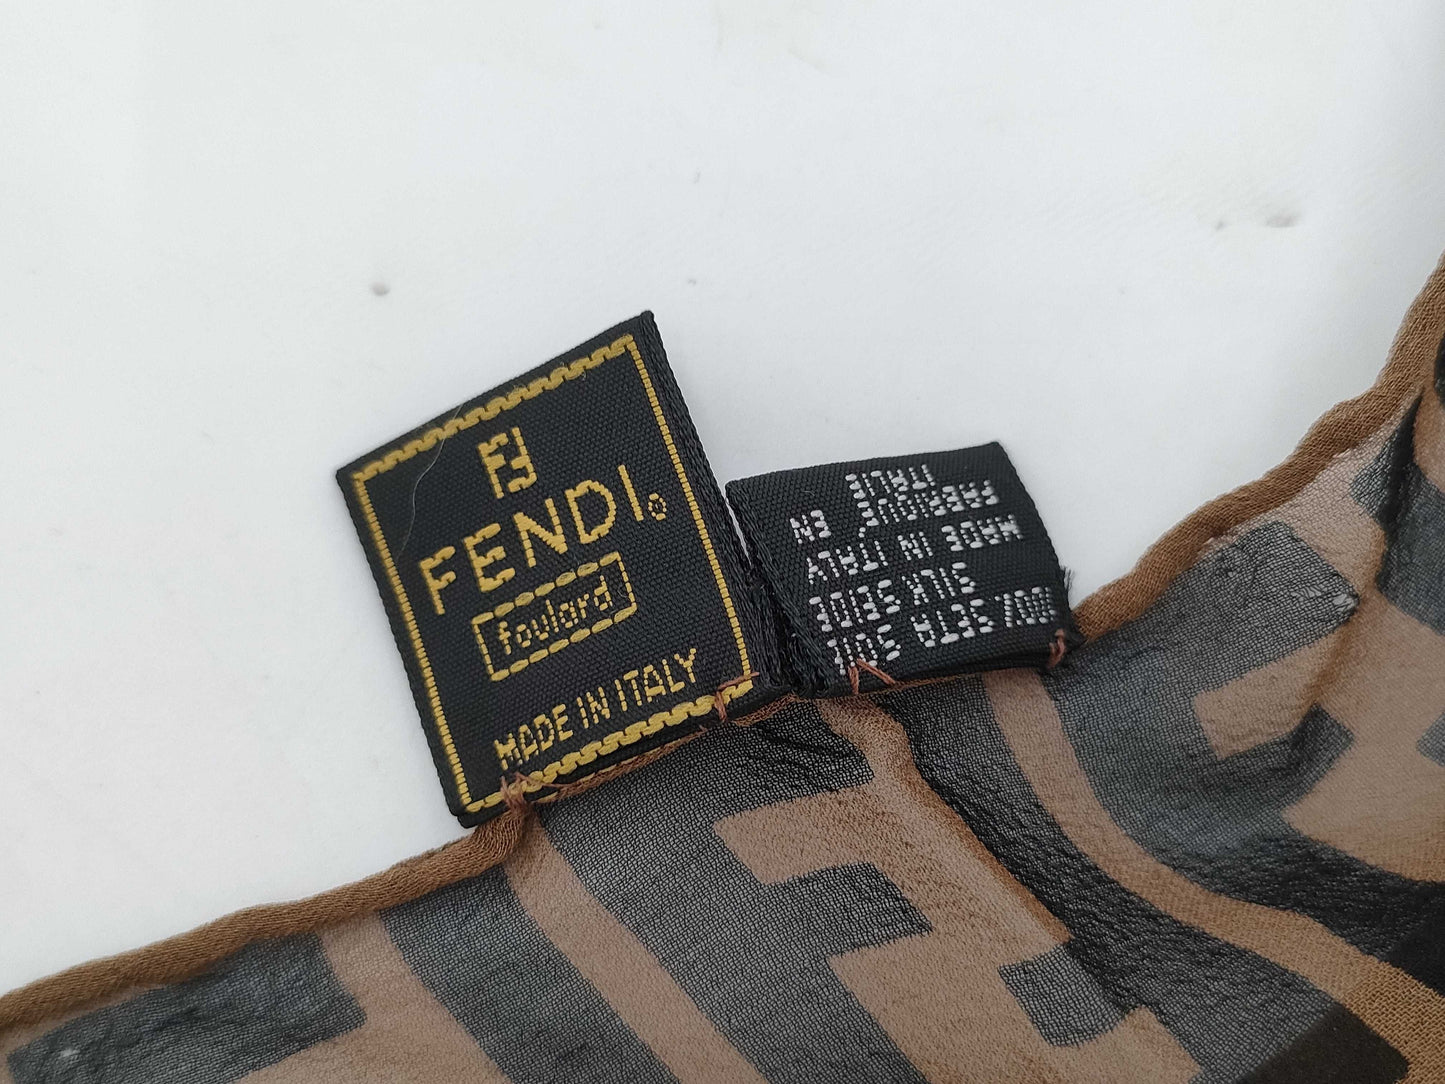 FF
FENDI®
foulard
MADE IN ITALY
100% SETA SOIE
SILK SEIDE
MADE IN ITALY
FABRIQUE' EN
ITALIE